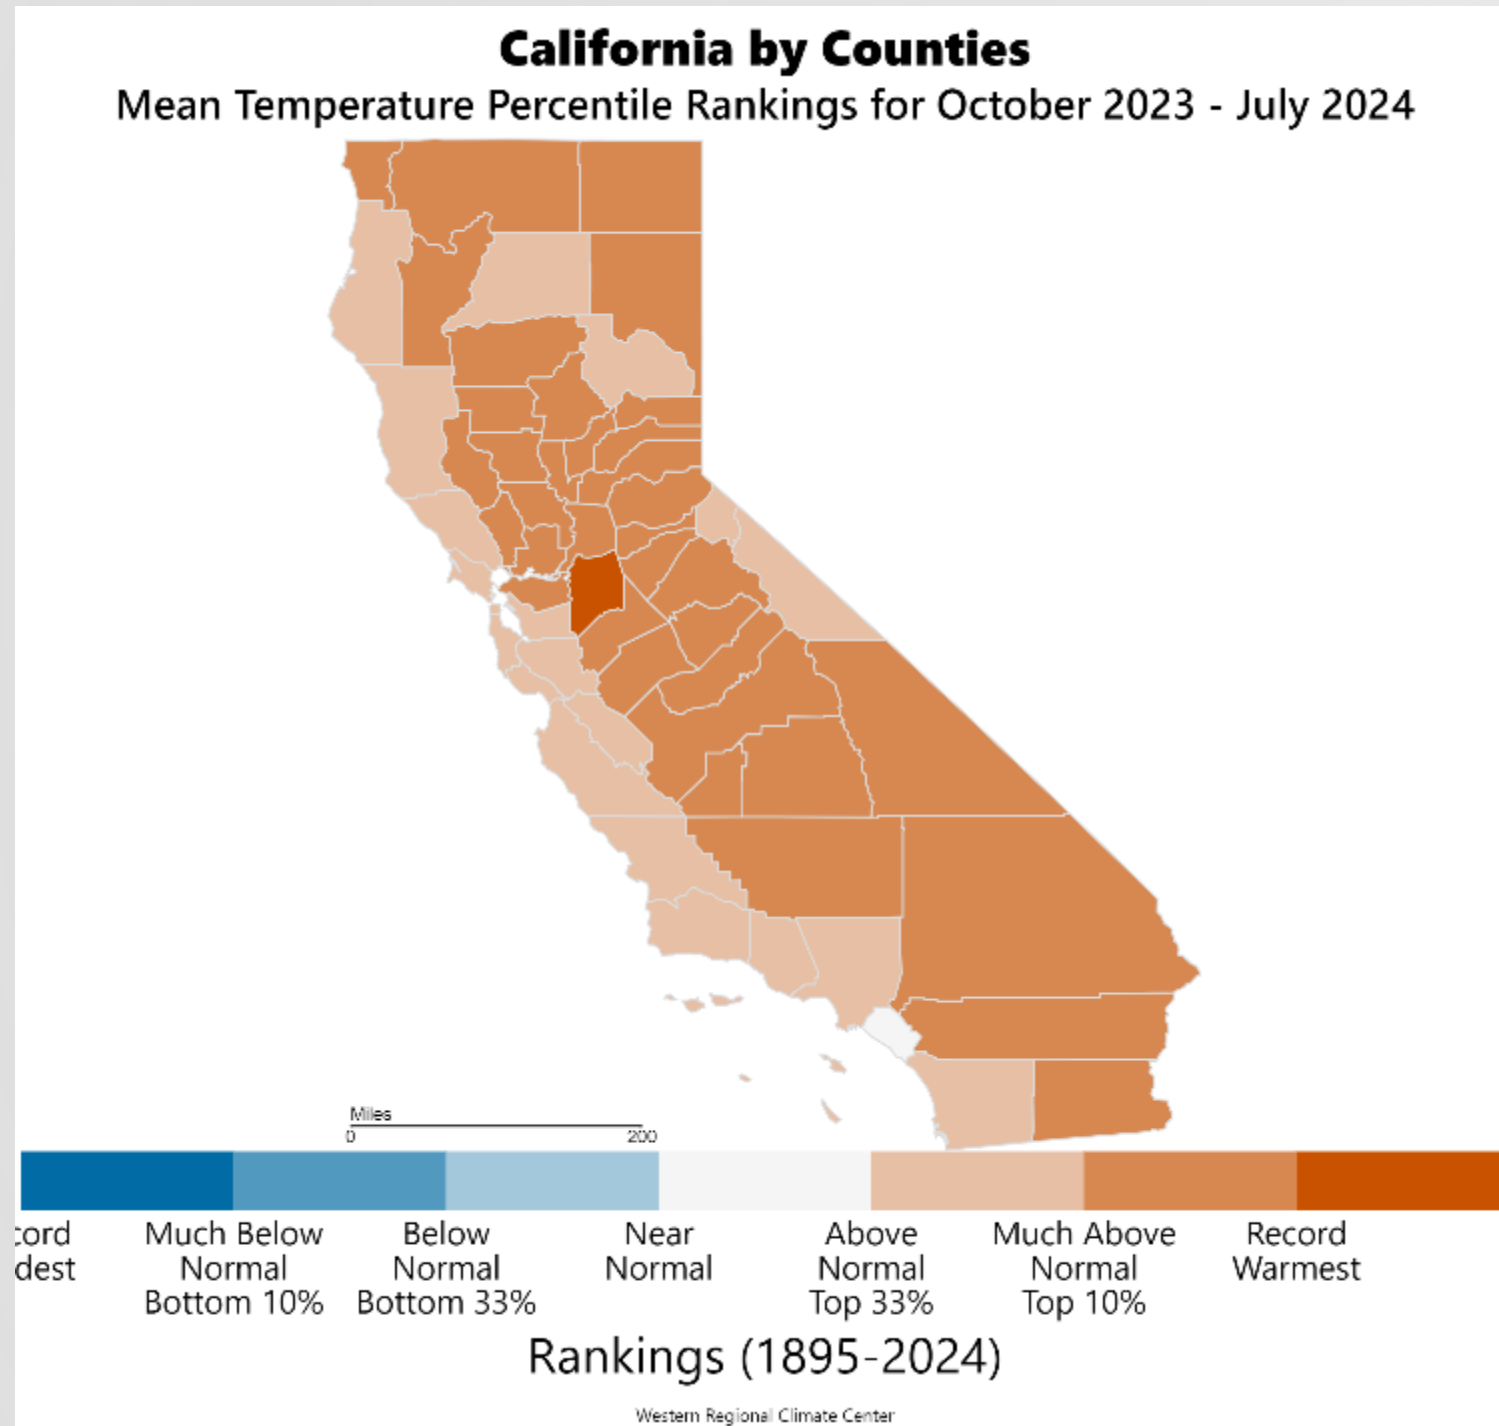 California by Counties
Mean Temperature Percentile Rankings for October 2023 - July 2024
Miles
0 200
cord Much Below Below Near Above Much Above Record
dest Normal Normal Normal Normal Normal Warmest
Bottom 10% Bottom 33% Top 33% Top 10%
Rankings (1895-2024)
Western Regional Climate Center